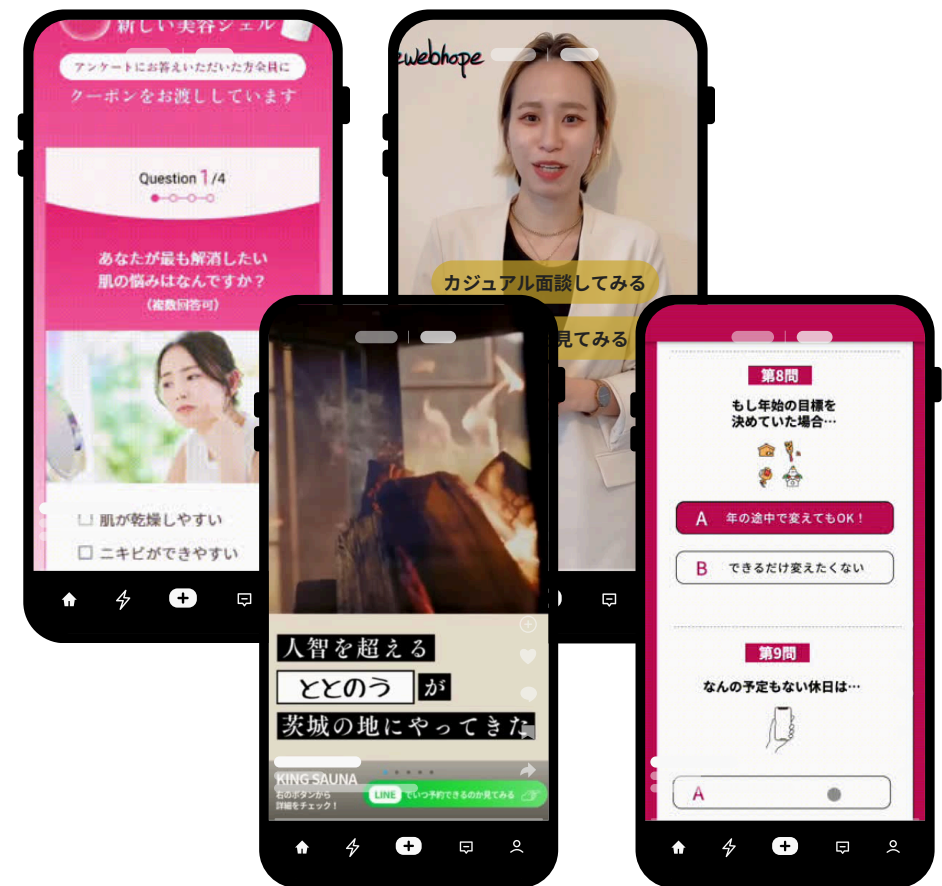 新しい美容ジェル
アンケートにお答えいただいた方全員に
クーポンをお渡ししています
Question 1/4
あなたが最も解消したい
肌の悩みはなんですか？
（複数回答可）
肌が乾燥しやすい
ニキビができやすい
ewebhope
カジュアル面談してみる
見てみる
人智を超える
ととのう が
茨城の地にやってきた
KING SAUNA
右のボタンから
詳細をチェック！
LINE でいつ予約できるのか見てみる
第8問
もし年始の目標を
決めていた場合…
A 年の途中で変えてもOK！
B できるだけ変えたくない
第9問
なんの予定もない休日は…
A